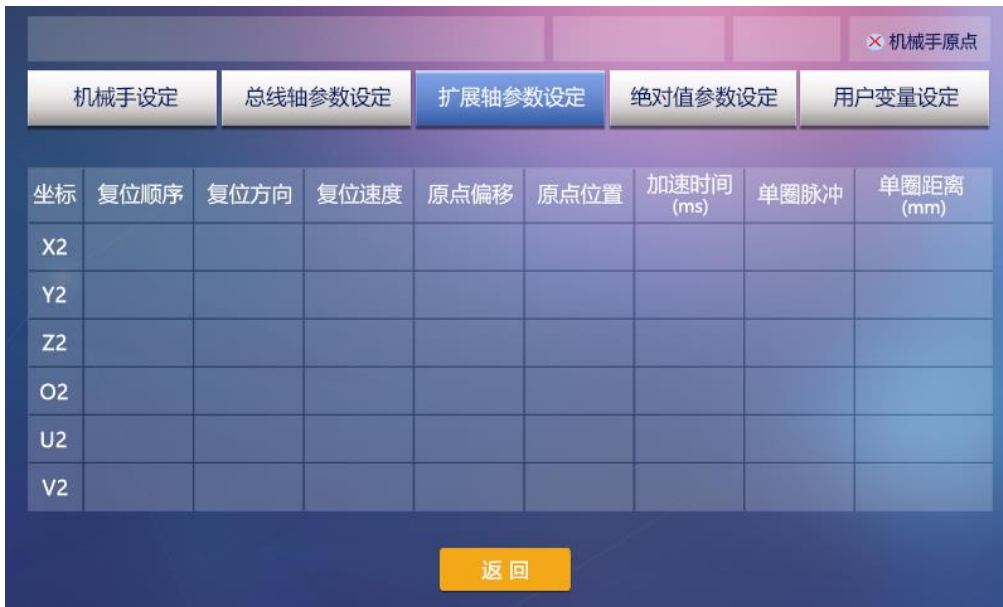 机械手原点
机械手设定 总线轴参数设定 扩展轴参数设定 绝对值参数设定 用户变量设定
坐标 复位顺序 复位方向 复位速度 原点偏移 原点位置 加速时间 (ms) 单圈脉冲 单圈距离 (mm)
X2
Y2
Z2
O2
U2
V2
返回